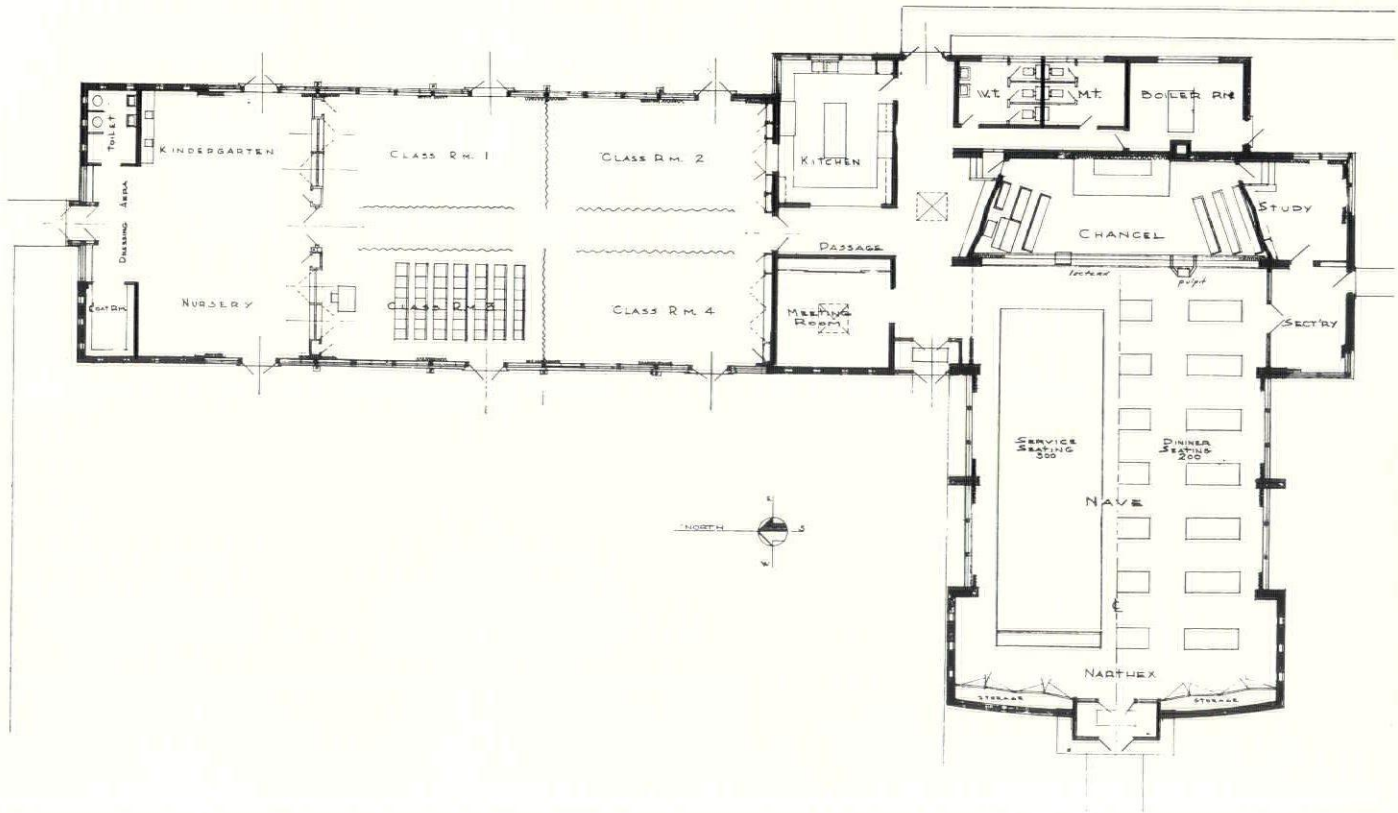 W.T.
M.T.
BOILER RM.
TOILET
KINDERGARTEN
CLASS RM. 1
CLASS RM. 2
KITCHEN
DRESSING AREA
STUDY
CHANCEL
PASSAGE
lectern
pulpit
COAT RM.
NURSERY
CLASS RM 3
CLASS RM. 4
MEETING
ROOM
SECT'RY
SERVICE
SEATING
300
DINNER
SEATING
200
NAVE
E
NORTH
S
W
NARTHEX
STORAGE
STORAGE